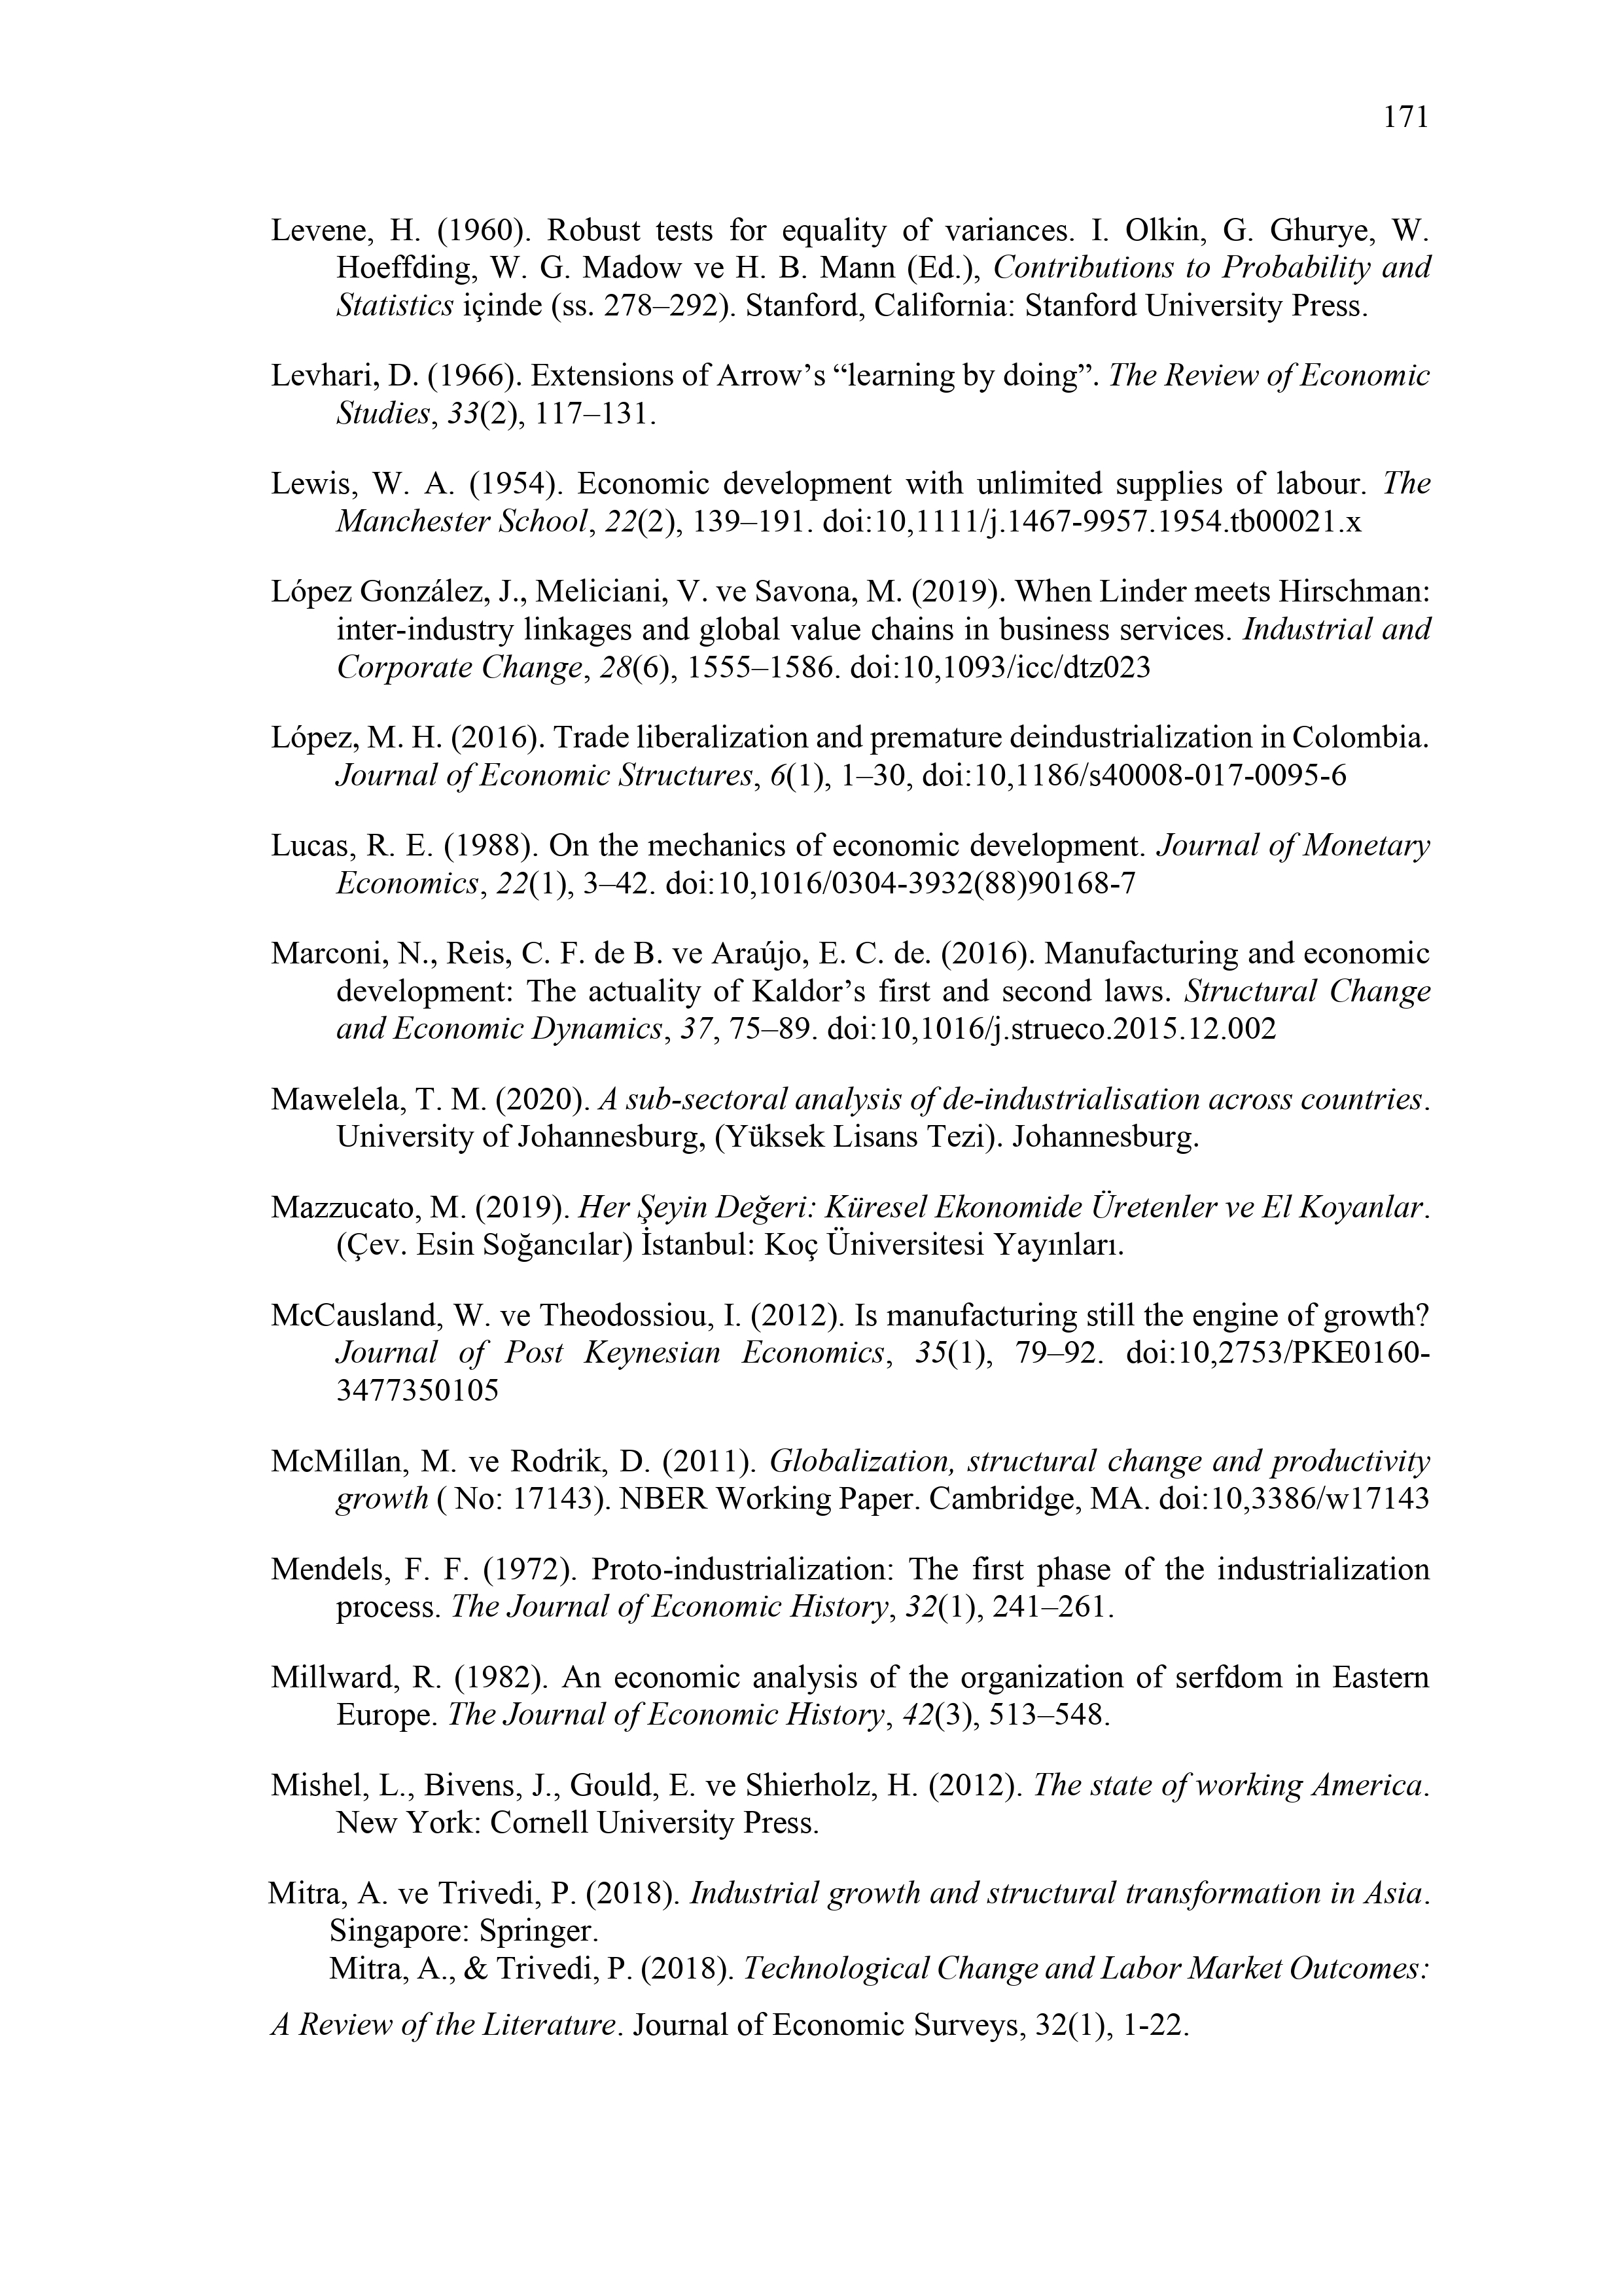 171
Levene, H. (1960). Robust tests for equality of variances. I. Olkin, G. Ghurye, W.
Hoeffding, W. G. Madow ve H. B. Mann (Ed.), Contributions to Probability and
Statistics içinde (ss. 278–292). Stanford, California: Stanford University Press.
Levhari, D. (1966). Extensions of Arrow’s “learning by doing”. The Review of Economic
Studies, 33(2), 117–131.
Lewis, W. A. (1954). Economic development with unlimited supplies of labour. The
Manchester School, 22(2), 139–191. doi:10,1111/j.1467-9957.1954.tb00021.x
López González, J., Meliciani, V. ve Savona, M. (2019). When Linder meets Hirschman:
inter-industry linkages and global value chains in business services. Industrial and
Corporate Change, 28(6), 1555–1586. doi:10,1093/icc/dtz023
López, M. H. (2016). Trade liberalization and premature deindustrialization in Colombia.
Journal of Economic Structures, 6(1), 1–30, doi:10,1186/s40008-017-0095-6
Lucas, R. E. (1988). On the mechanics of economic development. Journal of Monetary
Economics, 22(1), 3–42. doi:10,1016/0304-3932(88)90168-7
Marconi, N., Reis, C. F. de B. ve Araújo, E. C. de. (2016). Manufacturing and economic
development: The actuality of Kaldor’s first and second laws. Structural Change
and Economic Dynamics, 37, 75–89. doi:10,1016/j.strueco.2015.12.002
Mawelela, T. M. (2020). A sub-sectoral analysis of de-industrialisation across countries.
University of Johannesburg, (Yüksek Lisans Tezi). Johannesburg.
Mazzucato, M. (2019). Her Şeyin Değeri: Küresel Ekonomide Üretenler ve El Koyanlar.
(Çev. Esin Soğancılar) İstanbul: Koç Üniversitesi Yayınları.
McCausland, W. ve Theodossiou, I. (2012). Is manufacturing still the engine of growth?
Journal of Post Keynesian Economics, 35(1), 79–92. doi:10,2753/PKE0160-
3477350105
McMillan, M. ve Rodrik, D. (2011). Globalization, structural change and productivity
growth ( No: 17143). NBER Working Paper. Cambridge, MA. doi:10,3386/w17143
Mendels, F. F. (1972). Proto-industrialization: The first phase of the industrialization
process. The Journal of Economic History, 32(1), 241–261.
Millward, R. (1982). An economic analysis of the organization of serfdom in Eastern
Europe. The Journal of Economic History, 42(3), 513–548.
Mishel, L., Bivens, J., Gould, E. ve Shierholz, H. (2012). The state of working America.
New York: Cornell University Press.
Mitra, A. ve Trivedi, P. (2018). Industrial growth and structural transformation in Asia.
Singapore: Springer.
Mitra, A., & Trivedi, P. (2018). Technological Change and Labor Market Outcomes:
A Review of the Literature. Journal of Economic Surveys, 32(1), 1-22.